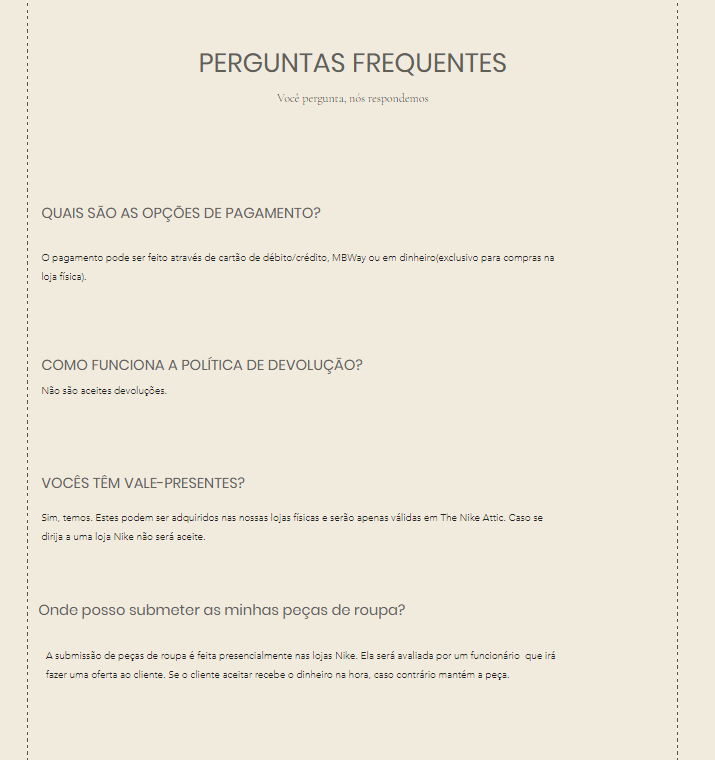 PERGUNTAS FREQUENTES
Você pergunta, nós respondemos
QUAIS SÃO AS OPÇÕES DE PAGAMENTO?
O pagamento pode ser feito através de cartão de débito/crédito, MBWay ou em dinheiro(exclusivo para compras na
loja física).
COMO FUNCIONA A POLÍTICA DE DEVOLUÇÃO?
Não são aceites devoluções.
VOCÊS TÊM VALE-PRESENTES?
Sim, temos. Estes podem ser adquiridos nas nossas lojas físicas e serão apenas válidas em The Nike Attic. Caso se
dirija a uma loja Nike não será aceite.
Onde posso submeter as minhas peças de roupa?
A submissão de peças de roupa é feita presencialmente nas lojas Nike. Ela será avaliada por um funcionário  que irá
fazer uma oferta ao cliente. Se o cliente aceitar recebe o dinheiro na hora, caso contrário mantém a peça.